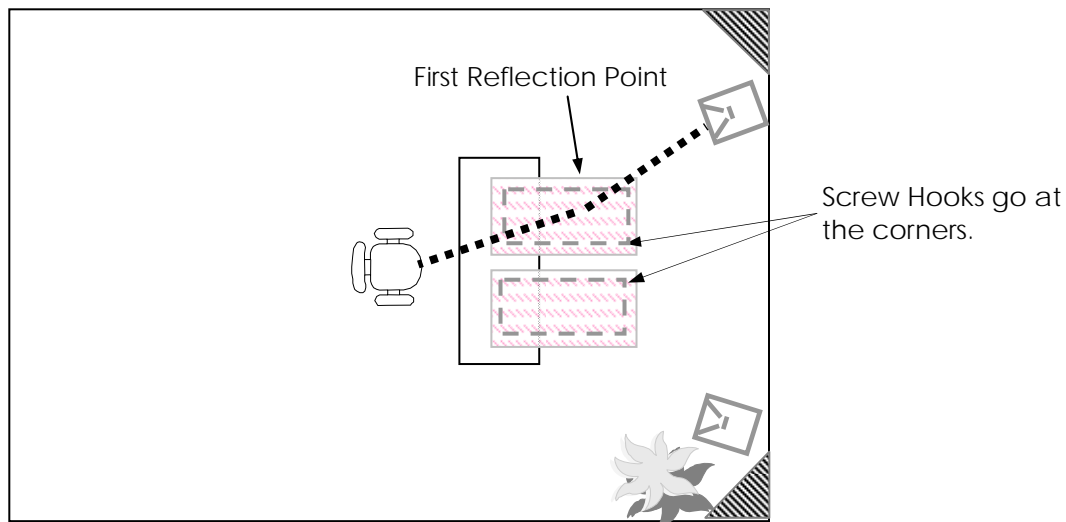 First Reflection Point
Screw Hooks go at
the corners.